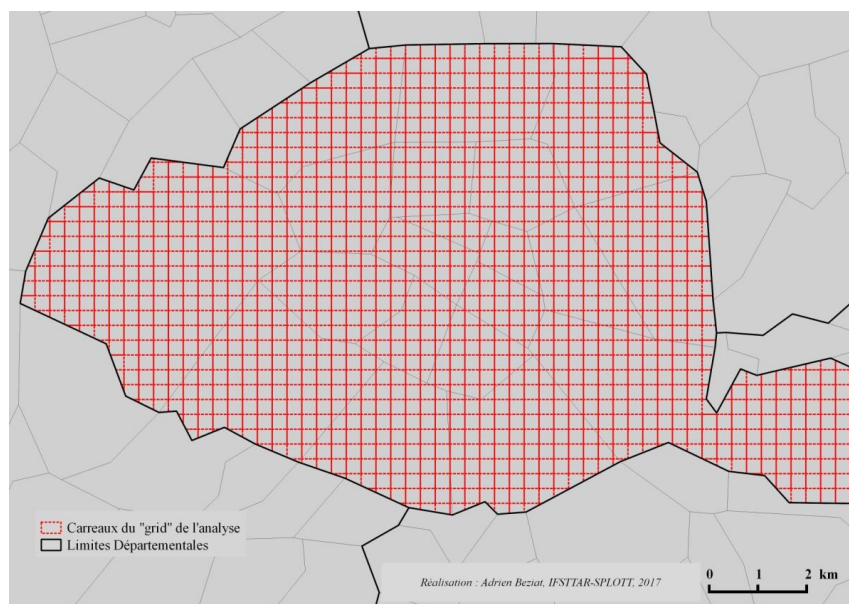 Carreaux du "grid" de l'analyse
Limites Départementales
Réalisation : Adrien Beziat, IFSTTAR-SPLOTT, 2017
0 1 2 km